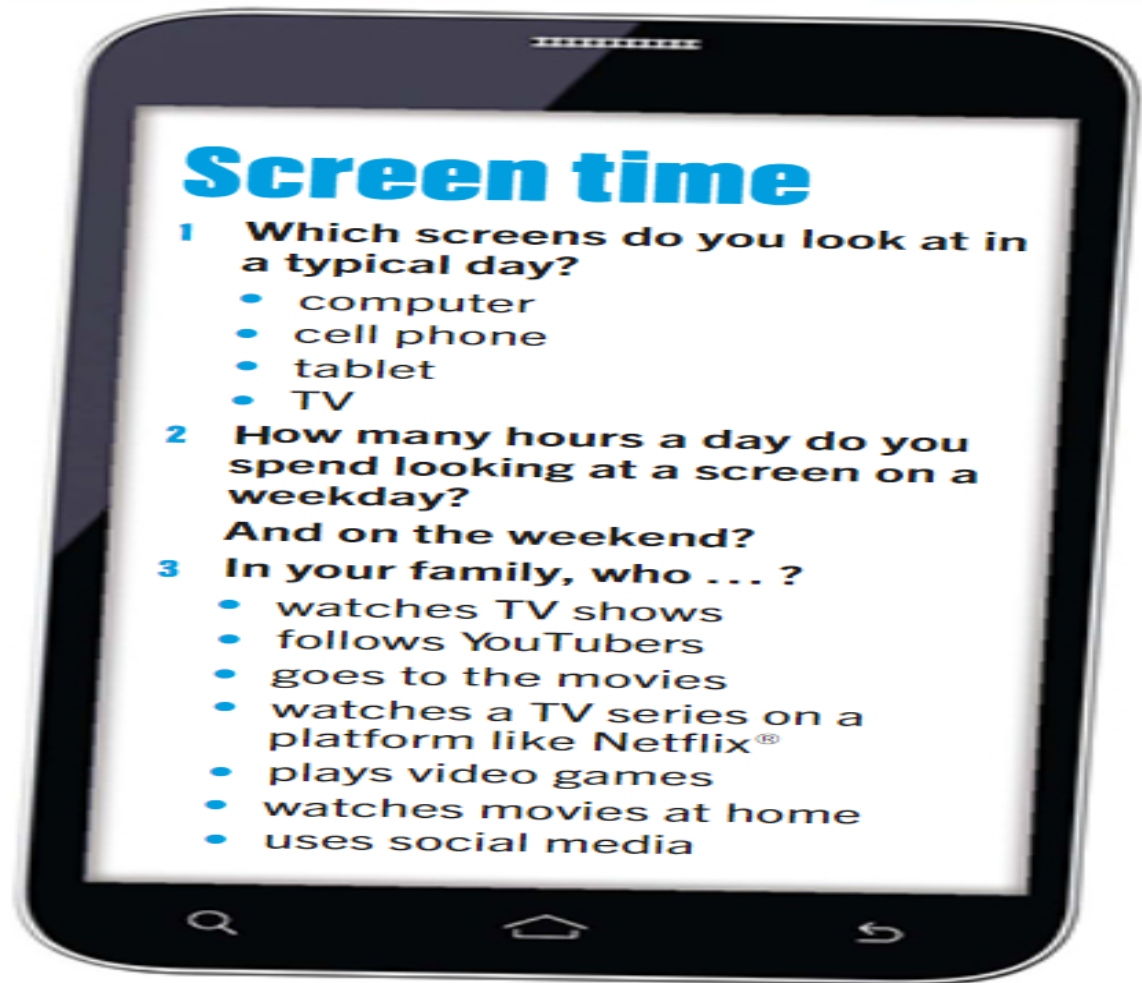 Screen time
1 Which screens do you look at in
a typical day?
• computer
• cell phone
• tablet
• TV
2 How many hours a day do you
spend looking at a screen on a
weekday?
And on the weekend?
3 In your family, who ... ?
• watches TV shows
• follows YouTubers
• goes to the movies
• watches a TV series on a
platform like Netflix®
• plays video games
• watches movies at home
• uses social media